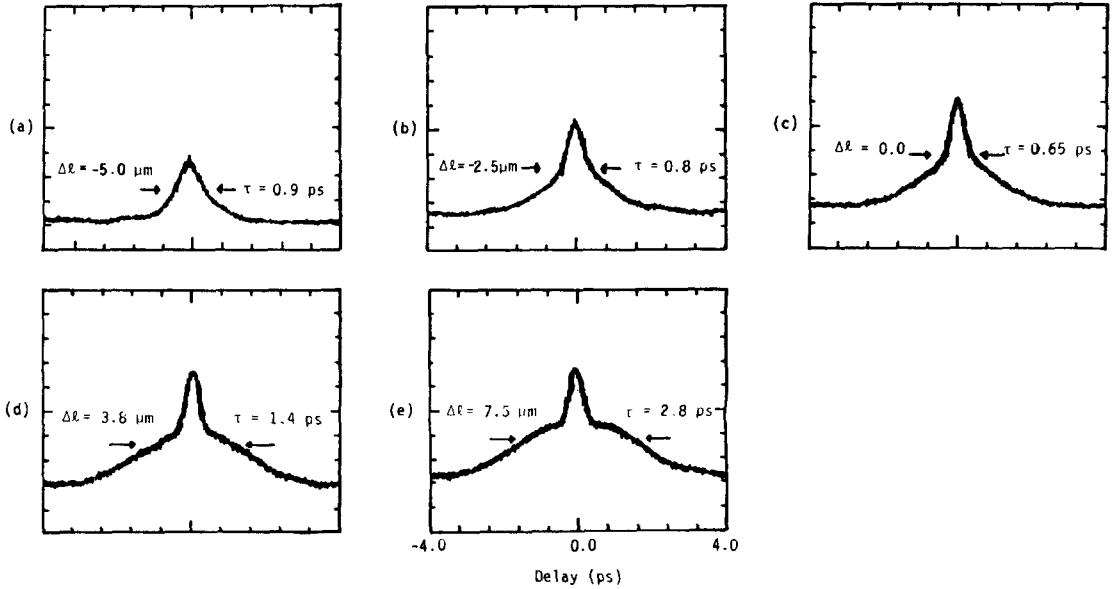 (a)
Δℓ = -5.0 μm
τ = 0.9 ps
(b)
Δℓ = -2.5μm
τ = 0.8 ps
(c)
Δℓ = 0.0
τ = 0.65 ps
(d)
Δℓ = 3.8 μm
τ = 1.4 ps
(e)
Δℓ = 7.5 μm
τ = 2.8 ps
-4.0 0.0 4.0
Delay (ps)